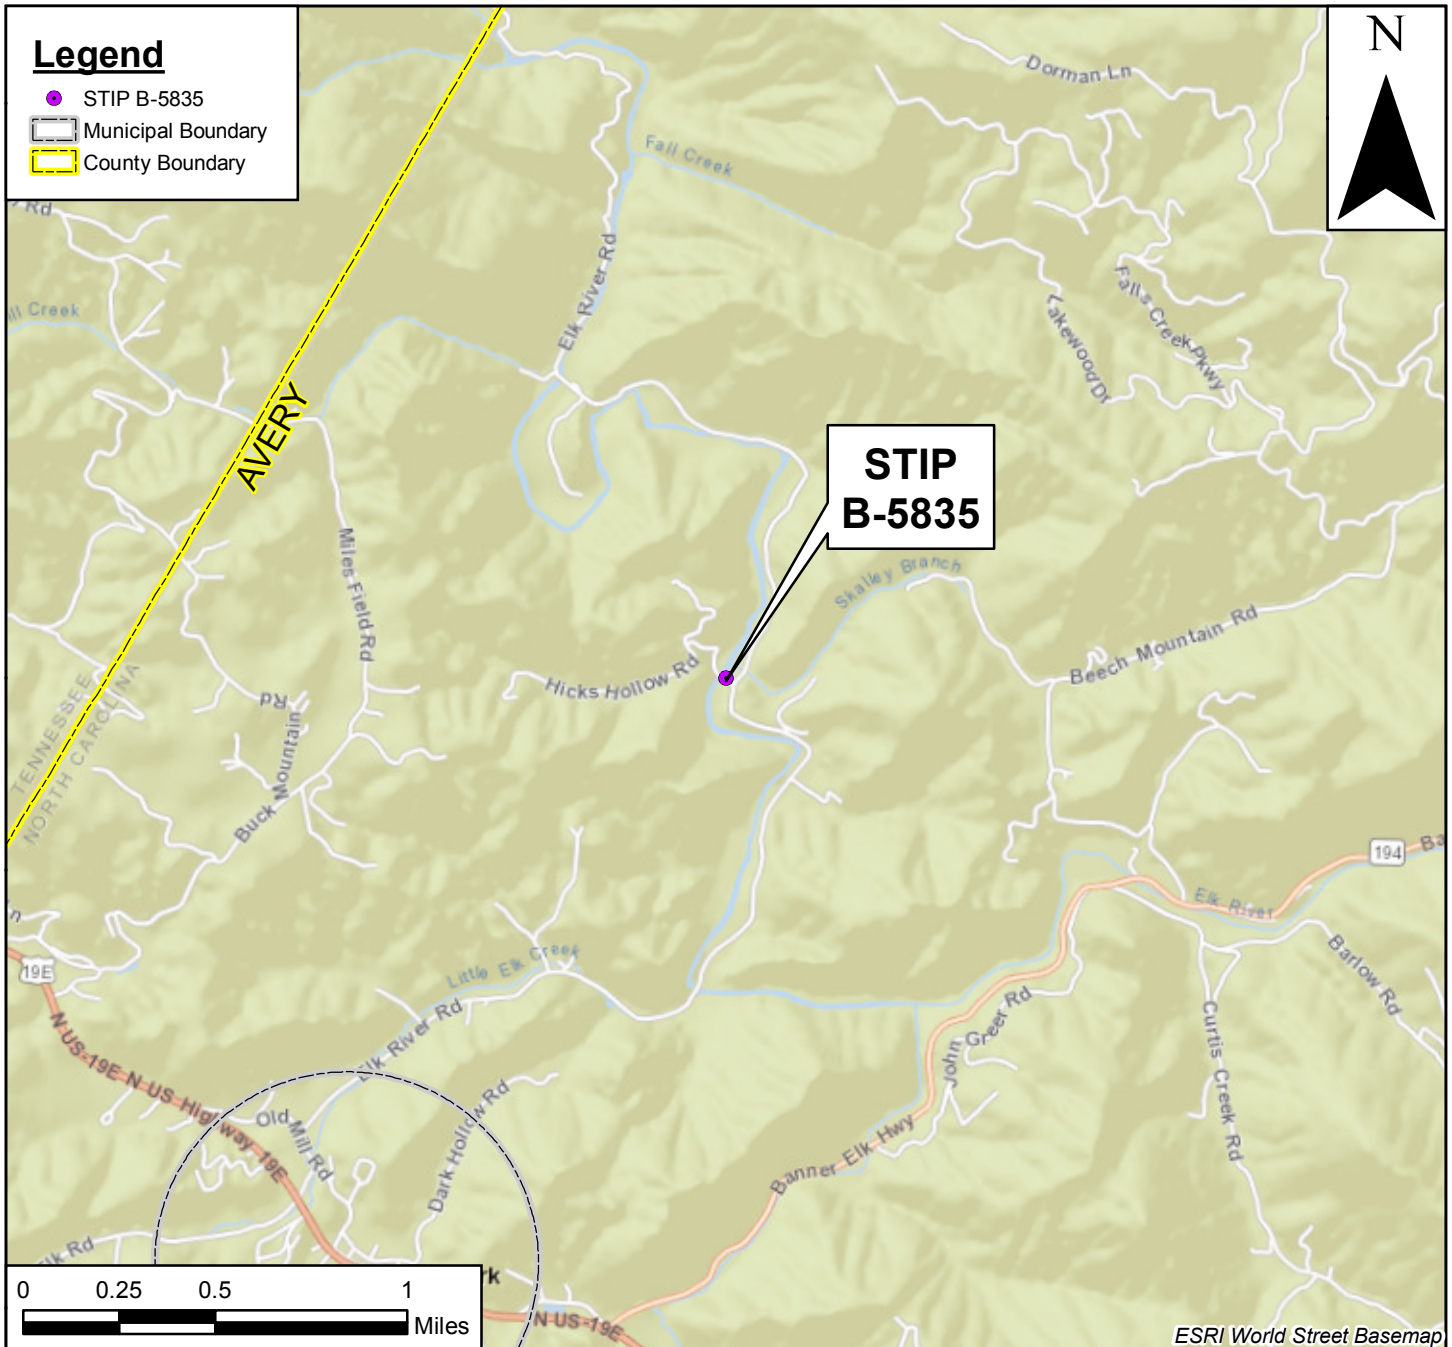 Legend
STIP B-5835
Municipal Boundary
County Boundary
N
Dorman Ln
Fall Creek
Rd
Elk River Rd
Creek
Lakewood Dr
Falls Creek Pkwy
AVERY
STIP
B-5835
Miles Field Rd
Skalley Branch
Beech Mountain Rd
Hicks Hollow Rd
TENNESSEE
NORTH CAROLINA
Buck Mountain Rd
194
Elk River
Barlow Rd
19E
Little Elk Creek
Elk River Rd
John Greer Rd
Curtis Creek Rd
N US-19E N US Highway 19E
Old Mill Rd
Dark Hollow Rd
Banner Elk Hwy
Rd
N US-19E
0 0.25 0.5 1
Miles
ESRI World Street Basemap